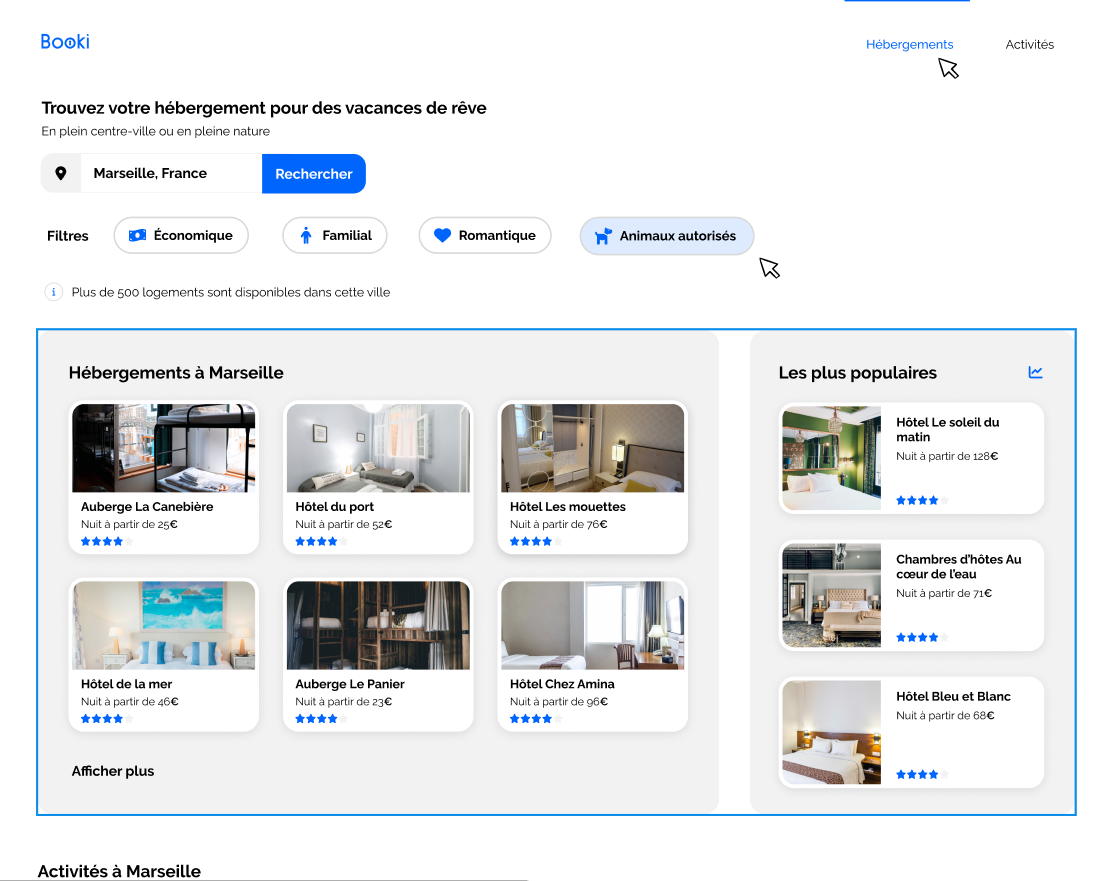 Booki
Hébergements
Activités
Trouvez votre hébergement pour des vacances de rêve
En plein centre-ville ou en pleine nature
Marseille, France
Rechercher
Filtres
Économique
Familial
Romantique
Animaux autorisés
i
Plus de 500 logements sont disponibles dans cette ville
Hébergements à Marseille
Auberge La Canebière
Nuit à partir de 25€
Hôtel du port
Nuit à partir de 52€
Hôtel Les mouettes
Nuit à partir de 76€
Hôtel de la mer
Nuit à partir de 46€
Auberge Le Panier
Nuit à partir de 23€
Hôtel Chez Amina
Nuit à partir de 96€
Afficher plus
Les plus populaires
Hôtel Le soleil du
matin
Nuit à partir de 128€
Chambres d’hôtes Au
cœur de l’eau
Nuit à partir de 71€
Hôtel Bleu et Blanc
Nuit à partir de 68€
Activités à Marseille